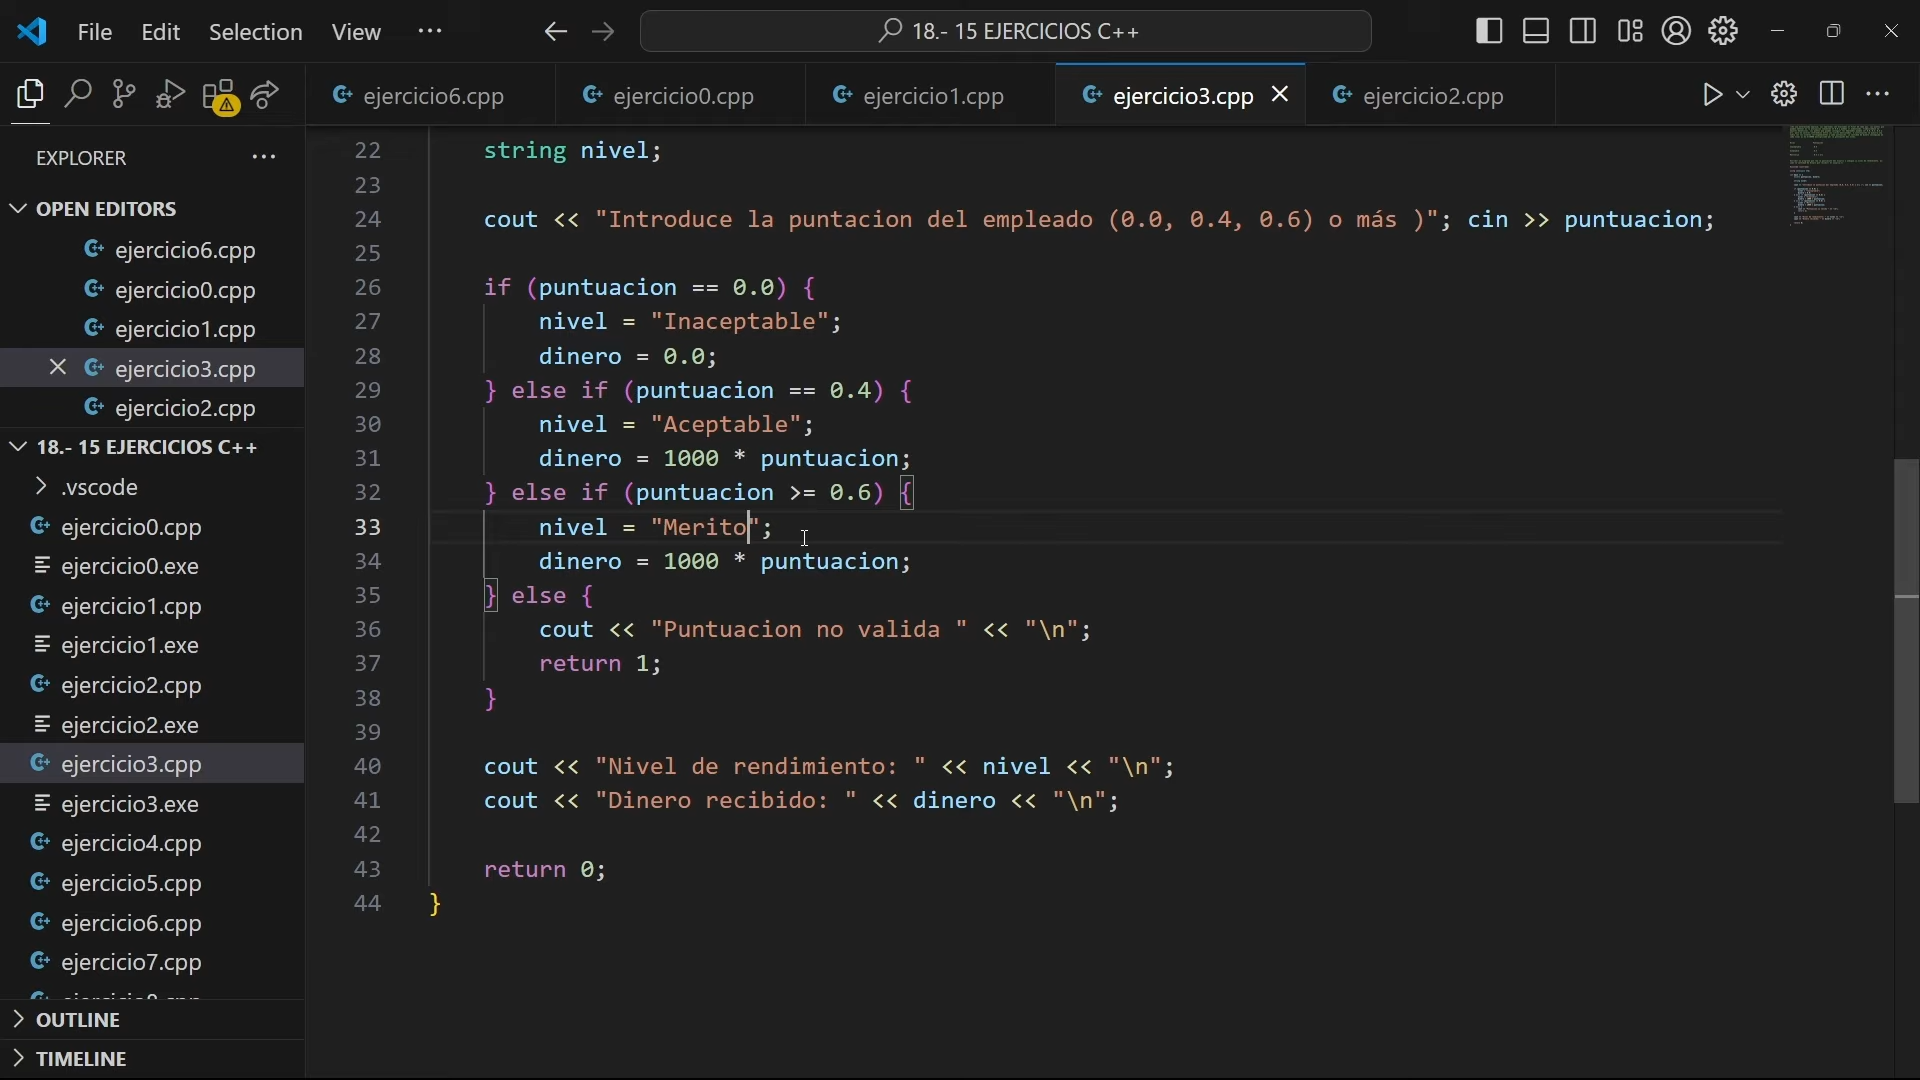 File Edit Selection View ··· 18.- 15 EJERCICIOS C++
ejercicio6.cpp ejercicio0.cpp ejercicio1.cpp ejercicio3.cpp ejercicio2.cpp
EXPLORER
OPEN EDITORS
ejercicio6.cpp
ejercicio0.cpp
ejercicio1.cpp
ejercicio3.cpp
ejercicio2.cpp
18.- 15 EJERCICIOS C++
.vscode
ejercicio0.cpp
ejercicio0.exe
ejercicio1.cpp
ejercicio1.exe
ejercicio2.cpp
ejercicio2.exe
ejercicio3.cpp
ejercicio3.exe
ejercicio4.cpp
ejercicio5.cpp
ejercicio6.cpp
ejercicio7.cpp
OUTLINE
TIMELINE
22 string nivel;
23
24 cout << "Introduce la puntacion del empleado (0.0, 0.4, 0.6) o más )"; cin >> puntuacion;
25
26 if (puntuacion == 0.0) {
27 nivel = "Inaceptable";
28 dinero = 0.0;
29 } else if (puntuacion == 0.4) {
30 nivel = "Aceptable";
31 dinero = 1000 * puntuacion;
32 } else if (puntuacion >= 0.6) {
33 nivel = "Merito";
34 dinero = 1000 * puntuacion;
35 } else {
36 cout << "Puntuacion no valida " << "\n";
37 return 1;
38 }
39
40 cout << "Nivel de rendimiento: " << nivel << "\n";
41 cout << "Dinero recibido: " << dinero << "\n";
42
43 return 0;
44 }